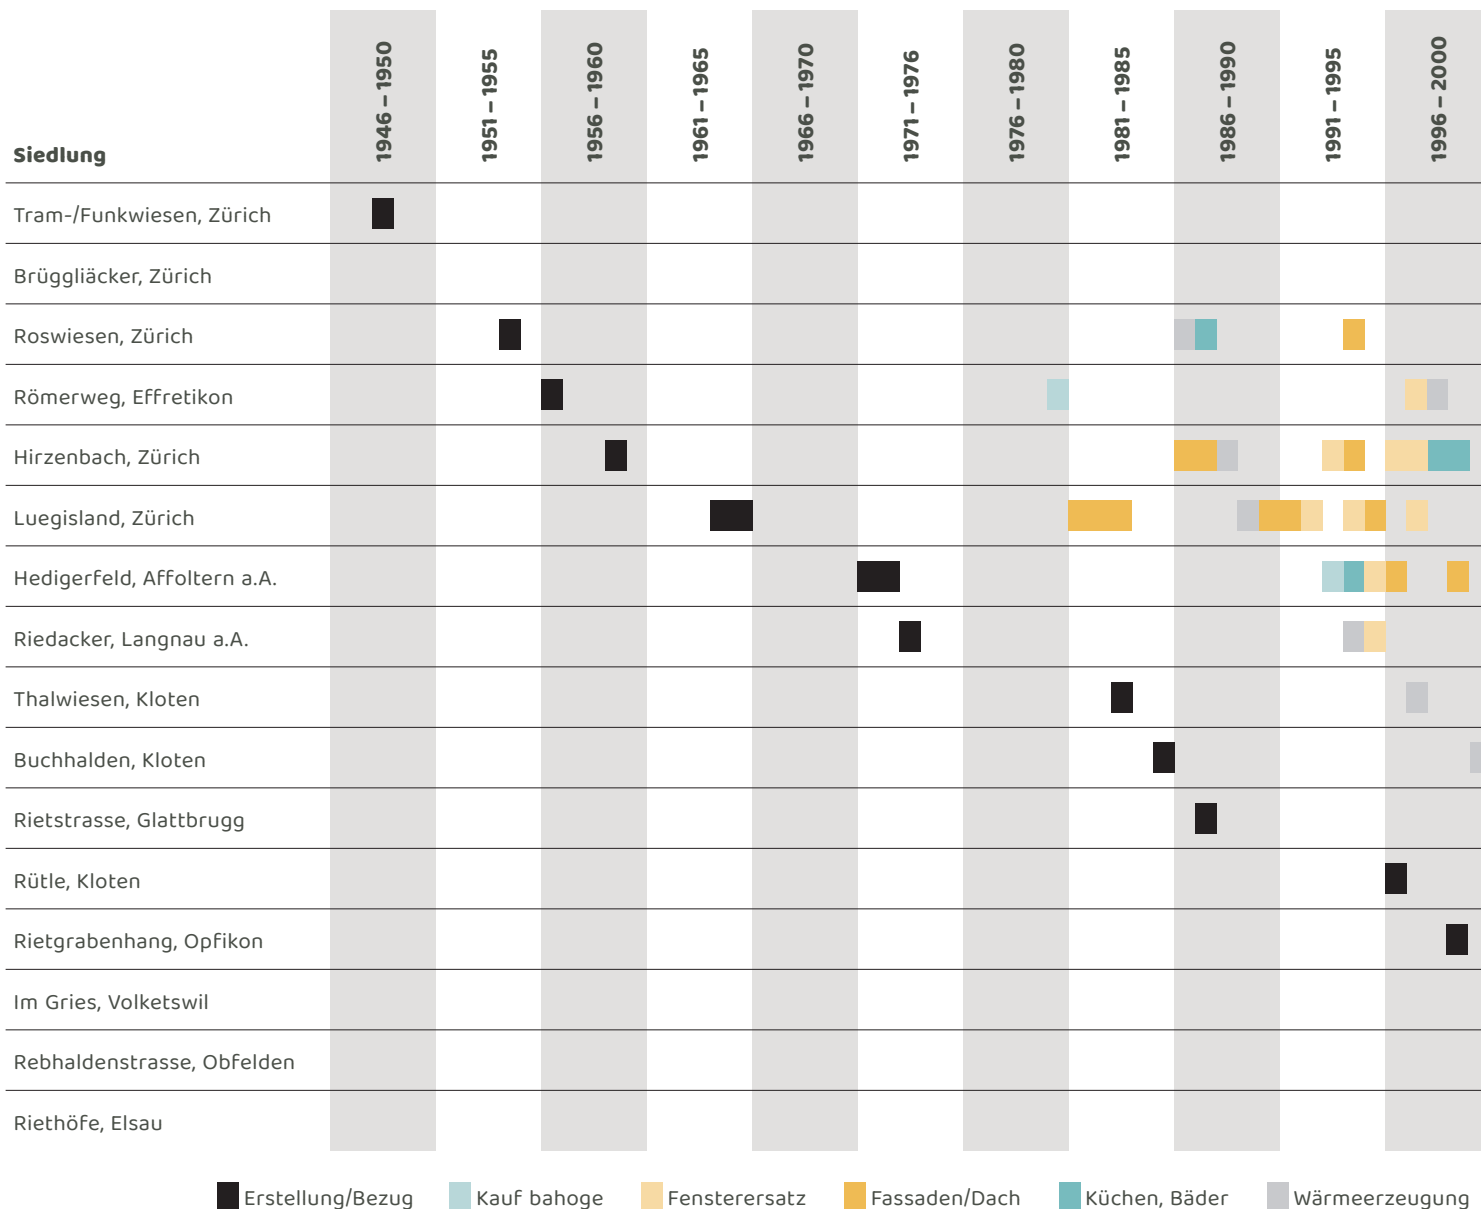 Siedlung
1946 – 1950
1951 – 1955
1956 – 1960
1961 – 1965
1966 – 1970
1971 – 1976
1976 – 1980
1981 – 1985
1986 – 1990
1991 – 1995
1996 – 2000
Tram-/Funkwiesen, Zürich
Brüggliäcker, Zürich
Roswiesen, Zürich
Römerweg, Effretikon
Hirzenbach, Zürich
Luegisland, Zürich
Hedigerfeld, Affoltern a.A.
Riedacker, Langnau a.A.
Thalwiesen, Kloten
Buchhalden, Kloten
Rietstrasse, Glattbrugg
Rütle, Kloten
Rietgrabenhang, Opfikon
Im Gries, Volketswil
Rebhaldenstrasse, Obfelden
Riethöfe, Elsau
Erstellung/Bezug Kauf bahoge Fensterersatz Fassaden/Dach Küchen, Bäder Wärmeerzeugung